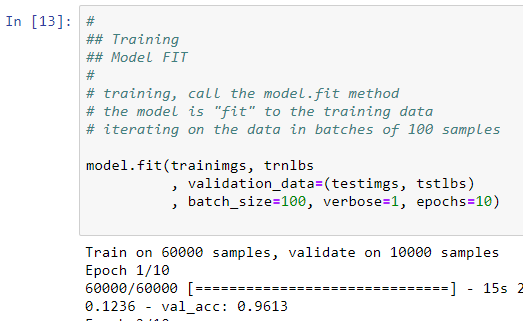 In [13]: #
## Training
## Model FIT
#
# training, call the model.fit method
# the model is "fit" to the training data
# iterating on the data in batches of 100 samples
model.fit(trainimgs, trnlbs
, validation_data=(testimgs, tstlbs)
, batch_size=100, verbose=1, epochs=10)
Train on 60000 samples, validate on 10000 samples
Epoch 1/10
60000/60000 [==============================] - 15s 2
0.1236 - val_acc: 0.9613